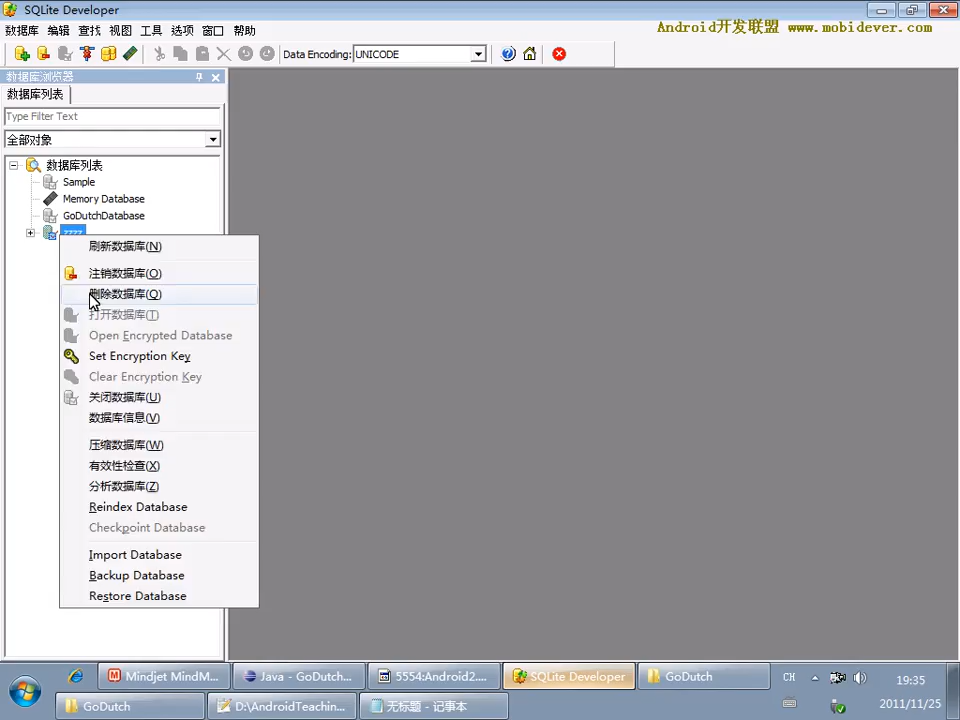 SQLite Developer
数据库 编辑 查找 视图 工具 选项 窗口 帮助
Android开发联盟 www.mobidever.com
Data Encoding: UNICODE
数据库浏览器
数据库列表
Type Filter Text
全部对象
数据库列表
Sample
Memory Database
GoDutchDatabase
zzzz
刷新数据库(N)
注销数据库(O)
删除数据库(Q)
打开数据库(T)
Open Encrypted Database
Set Encryption Key
Clear Encryption Key
关闭数据库(U)
数据库信息(V)
压缩数据库(W)
有效性检查(X)
分析数据库(Z)
Reindex Database
Checkpoint Database
Import Database
Backup Database
Restore Database
Mindjet MindM... Java - GoDutch... 5554:Android2.... SQLite Developer GoDutch CH 19:35
GoDutch D:\AndroidTeachin... 无标题 - 记事本 2011/11/25